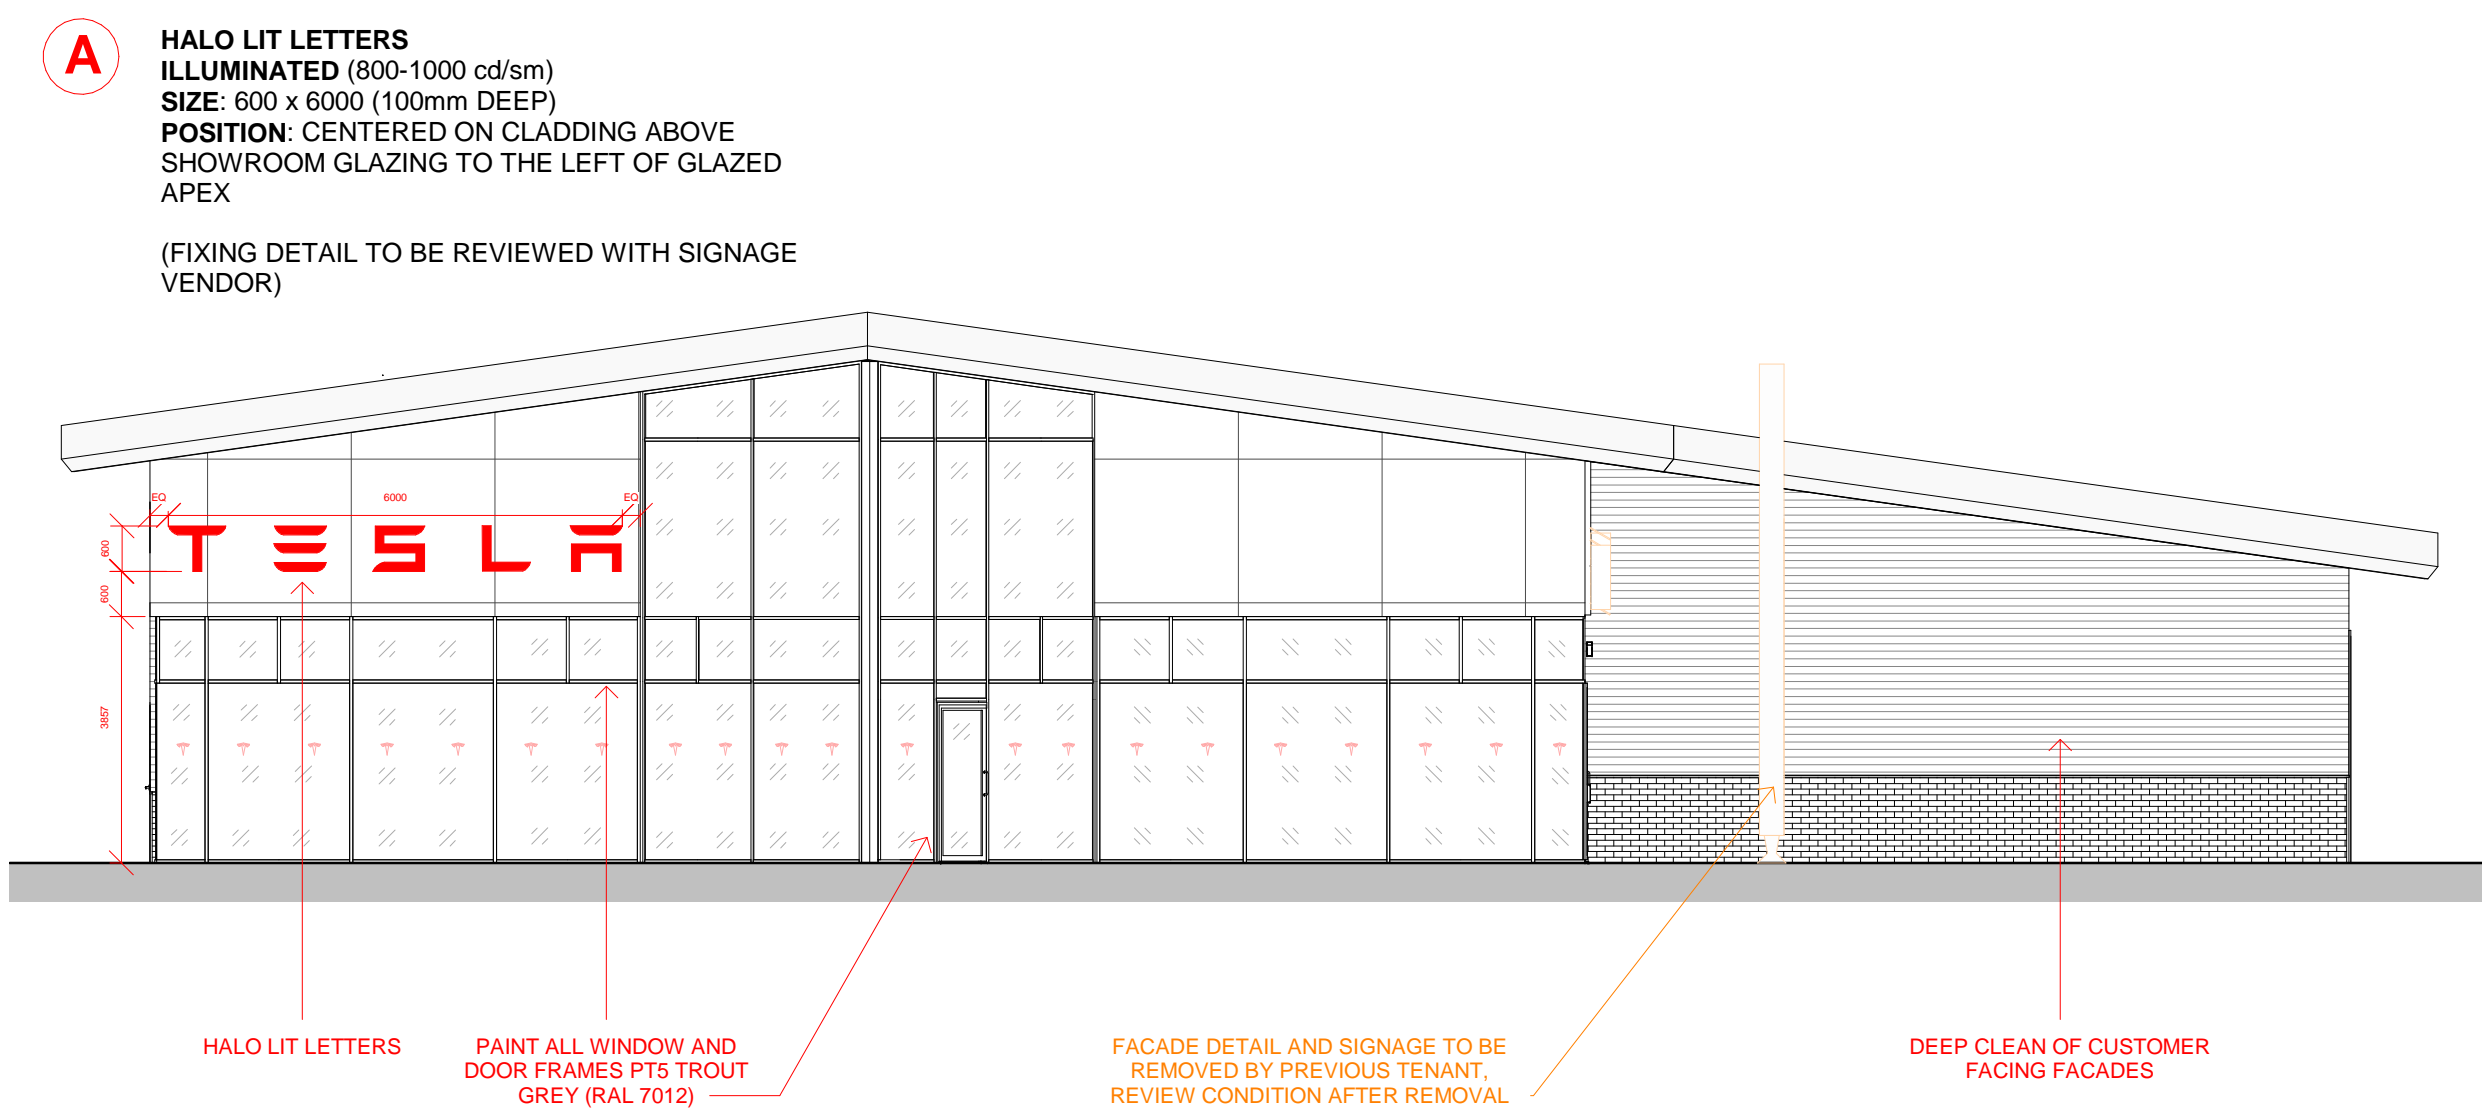 A
HALO LIT LETTERS
ILLUMINATED (800-1000 cd/sm)
SIZE: 600 x 6000 (100mm DEEP)
POSITION: CENTERED ON CLADDING ABOVE
SHOWROOM GLAZING TO THE LEFT OF GLAZED
APEX
(FIXING DETAIL TO BE REVIEWED WITH SIGNAGE
VENDOR)
EQ
6000
EQ
TESLA
600
600
3857
HALO LIT LETTERS
PAINT ALL WINDOW AND
DOOR FRAMES PT5 TROUT
GREY (RAL 7012)
FACADE DETAIL AND SIGNAGE TO BE
REMOVED BY PREVIOUS TENANT,
REVIEW CONDITION AFTER REMOVAL
DEEP CLEAN OF CUSTOMER
FACING FACADES